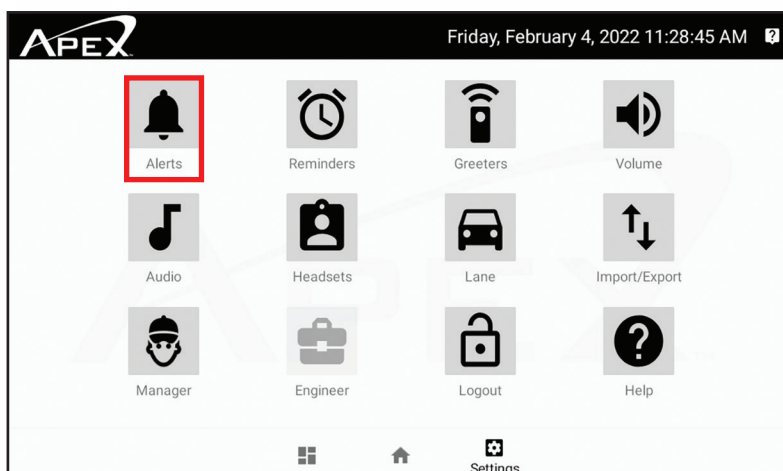 APEX
Friday, February 4, 2022 11:28:45 AM
Alerts Reminders Greeters Volume
Audio Headsets Lane Import/Export
APEX
Manager Engineer Logout Help
Settings